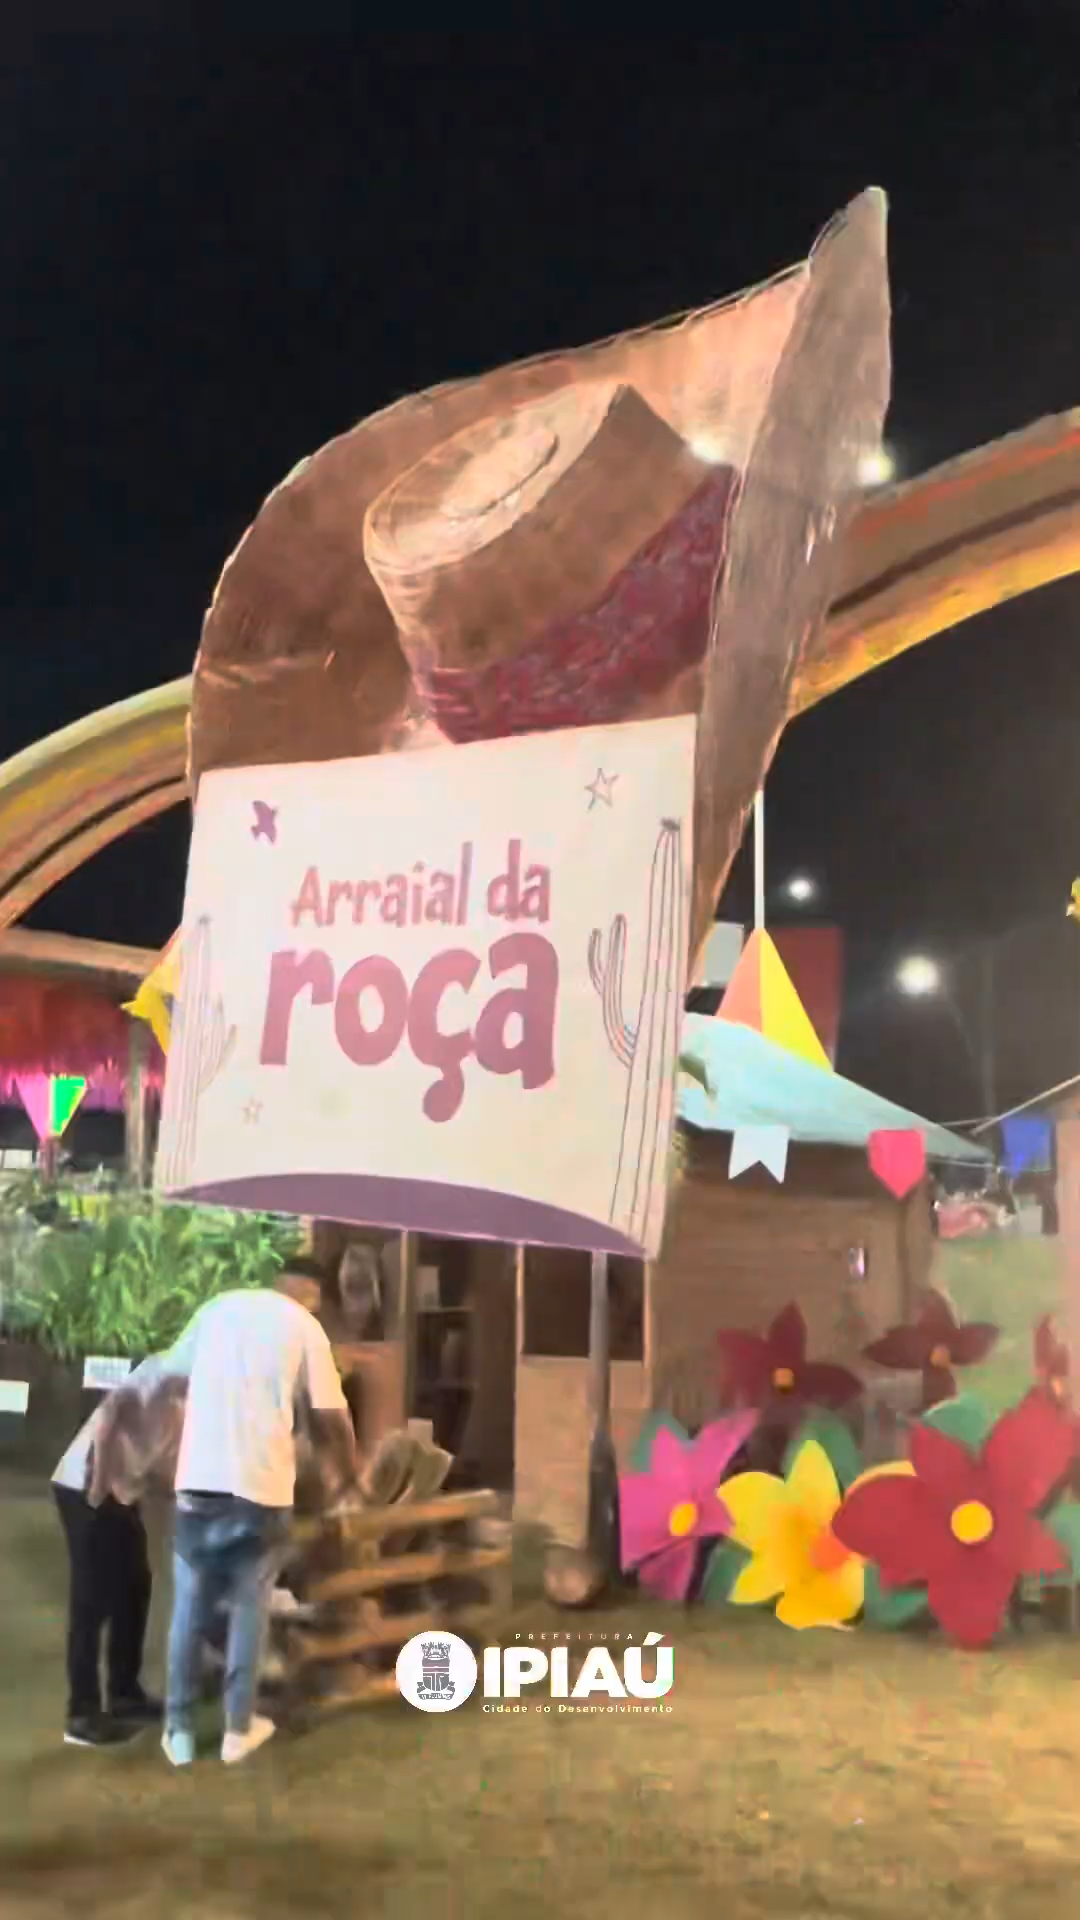 Arraial da
roça
PREFEITURA
IPIAÚ
Cidade do Desenvolvimento